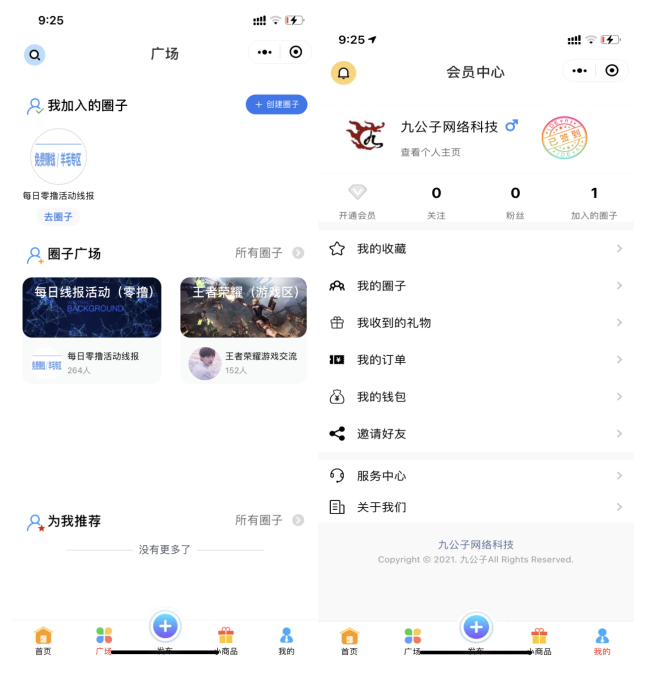 9:25
广场
我加入的圈子
+ 创建圈子
免费赚钱/羊毛专区
每日零撸活动线报
去圈子
圈子广场
所有圈子
每日线报活动（零撸）
BACKGROUND
王者荣耀（游戏区）
每日零撸活动线报
264人
王者荣耀游戏交流
152人
为我推荐
所有圈子
没有更多了
首页
广场
发布
小商品
我的
9:25
会员中心
九公子网络科技
查看个人主页
已签到
开通会员
0
关注
0
粉丝
1
加入的圈子
我的收藏
我的圈子
我收到的礼物
我的订单
我的钱包
邀请好友
服务中心
关于我们
九公子网络科技
Copyright © 2021. 九公子All Rights Reserved.
首页
广场
发布
小商品
我的